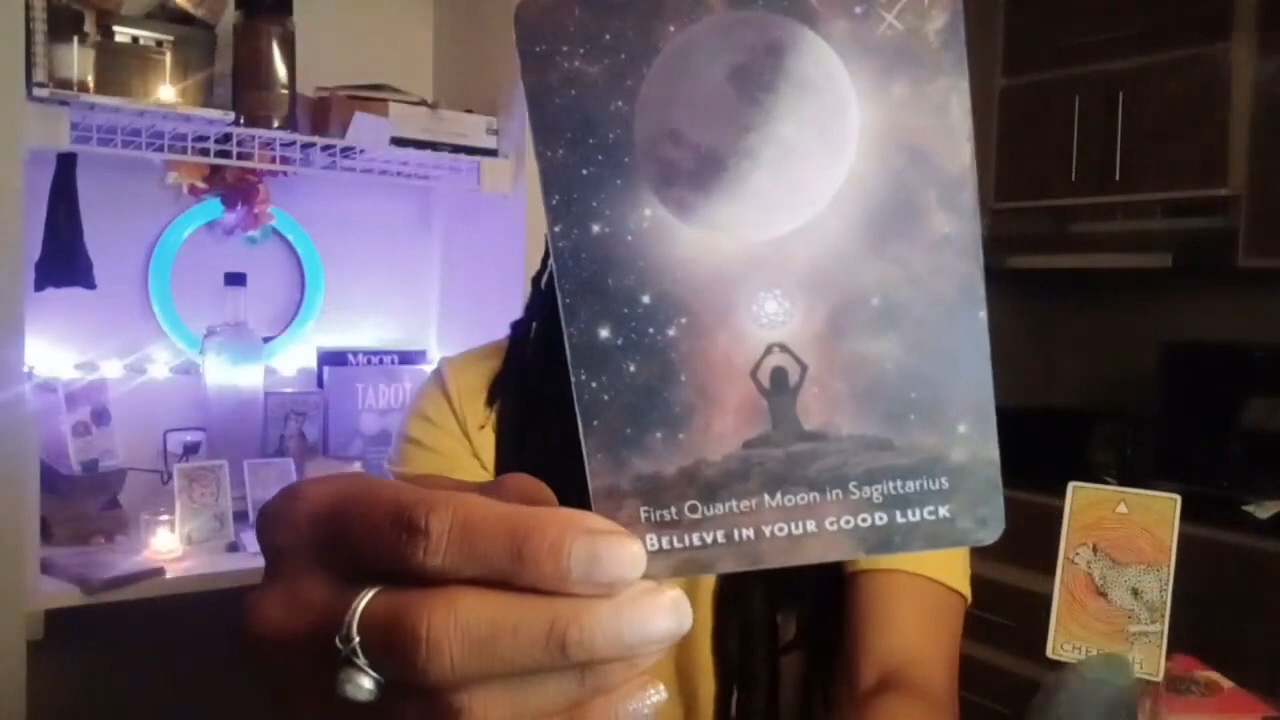 Moon
TAROT
First Quarter Moon in Sagittarius
BELIEVE IN YOUR GOOD LUCK
CHEETAH